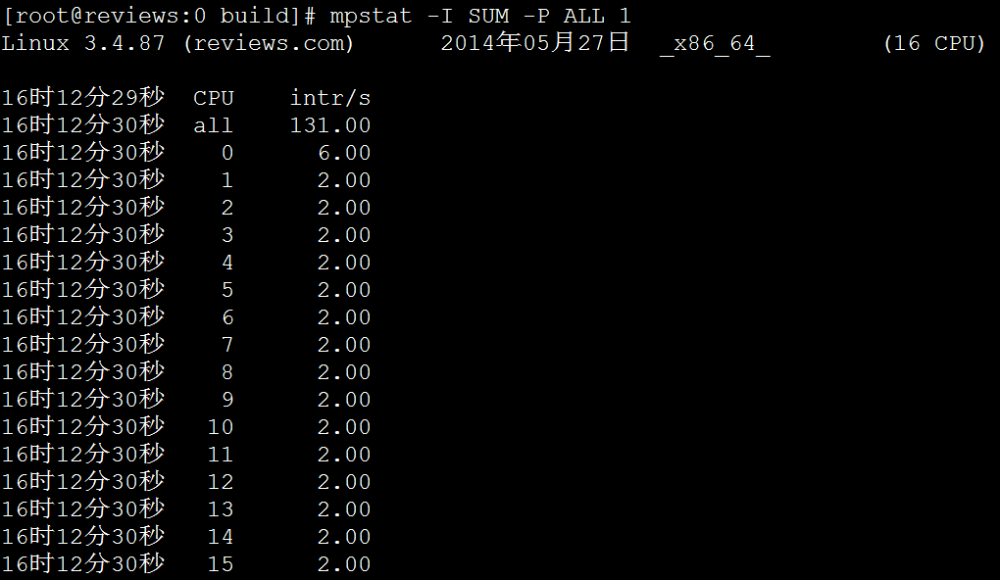 [root@reviews:0 build]# mpstat -I SUM -P ALL 1
Linux 3.4.87 (reviews.com) 2014年05月27日 _x86_64_ (16 CPU)
16时12分29秒 CPU intr/s
16时12分30秒 all 131.00
16时12分30秒 0 6.00
16时12分30秒 1 2.00
16时12分30秒 2 2.00
16时12分30秒 3 2.00
16时12分30秒 4 2.00
16时12分30秒 5 2.00
16时12分30秒 6 2.00
16时12分30秒 7 2.00
16时12分30秒 8 2.00
16时12分30秒 9 2.00
16时12分30秒 10 2.00
16时12分30秒 11 2.00
16时12分30秒 12 2.00
16时12分30秒 13 2.00
16时12分30秒 14 2.00
16时12分30秒 15 2.00